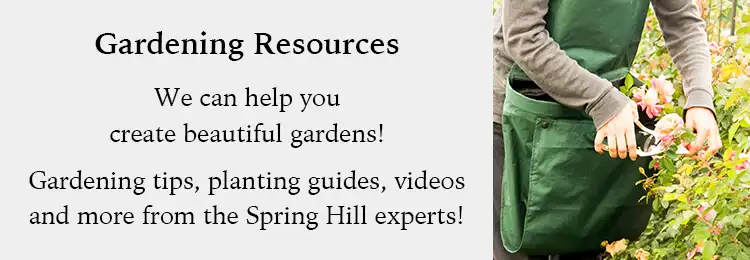 Gardening Resources
We can help you
create beautiful gardens!
Gardening tips, planting guides, videos
and more from the Spring Hill experts!